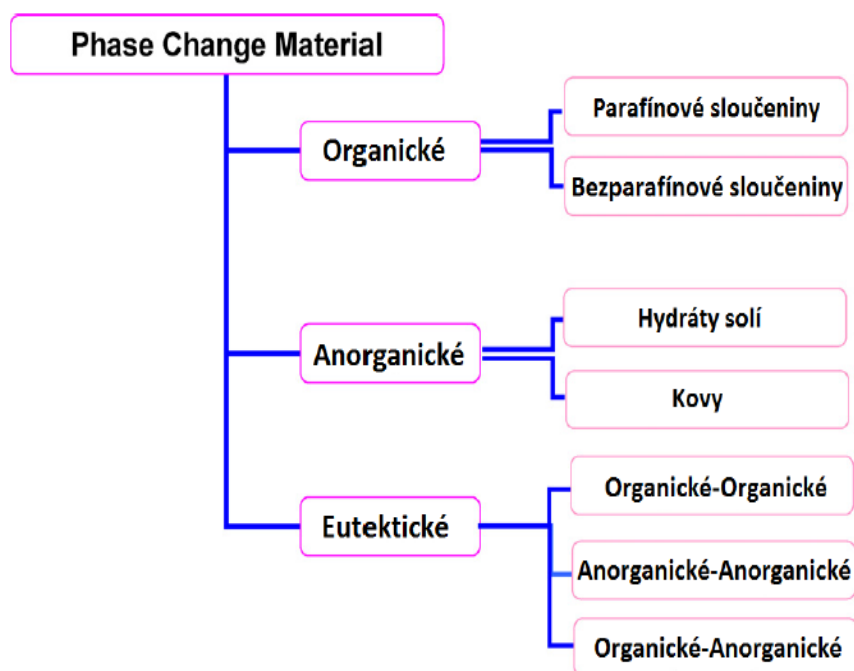 Phase Change Material
Organické
Parafínové sloučeniny
Bezparafínové sloučeniny
Anorganické
Hydráty solí
Kovy
Eutektické
Organické-Organické
Anorganické-Anorganické
Organické-Anorganické